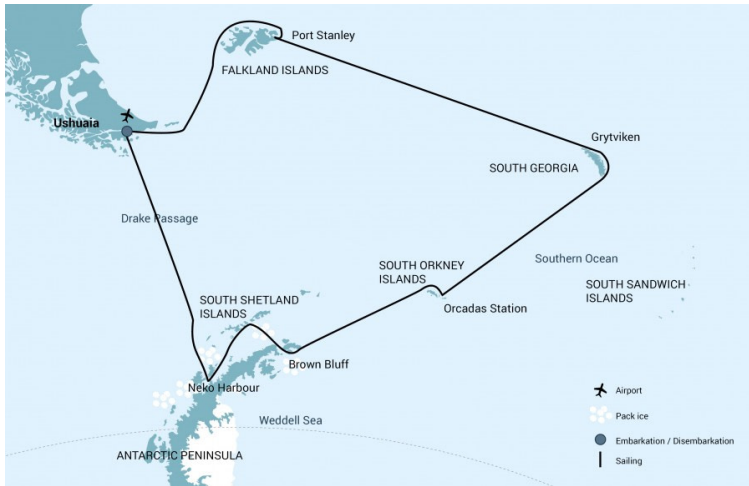 Port Stanley
FALKLAND ISLANDS
Ushuaia
Grytviken
SOUTH GEORGIA
Drake Passage
Southern Ocean
SOUTH ORKNEY
ISLANDS
SOUTH SANDWICH
ISLANDS
SOUTH SHETLAND
ISLANDS
Orcadas Station
Brown Bluff
Neko Harbour
Weddell Sea
ANTARCTIC PENINSULA
Airport
Pack ice
Embarkation / Disembarkation
Sailing